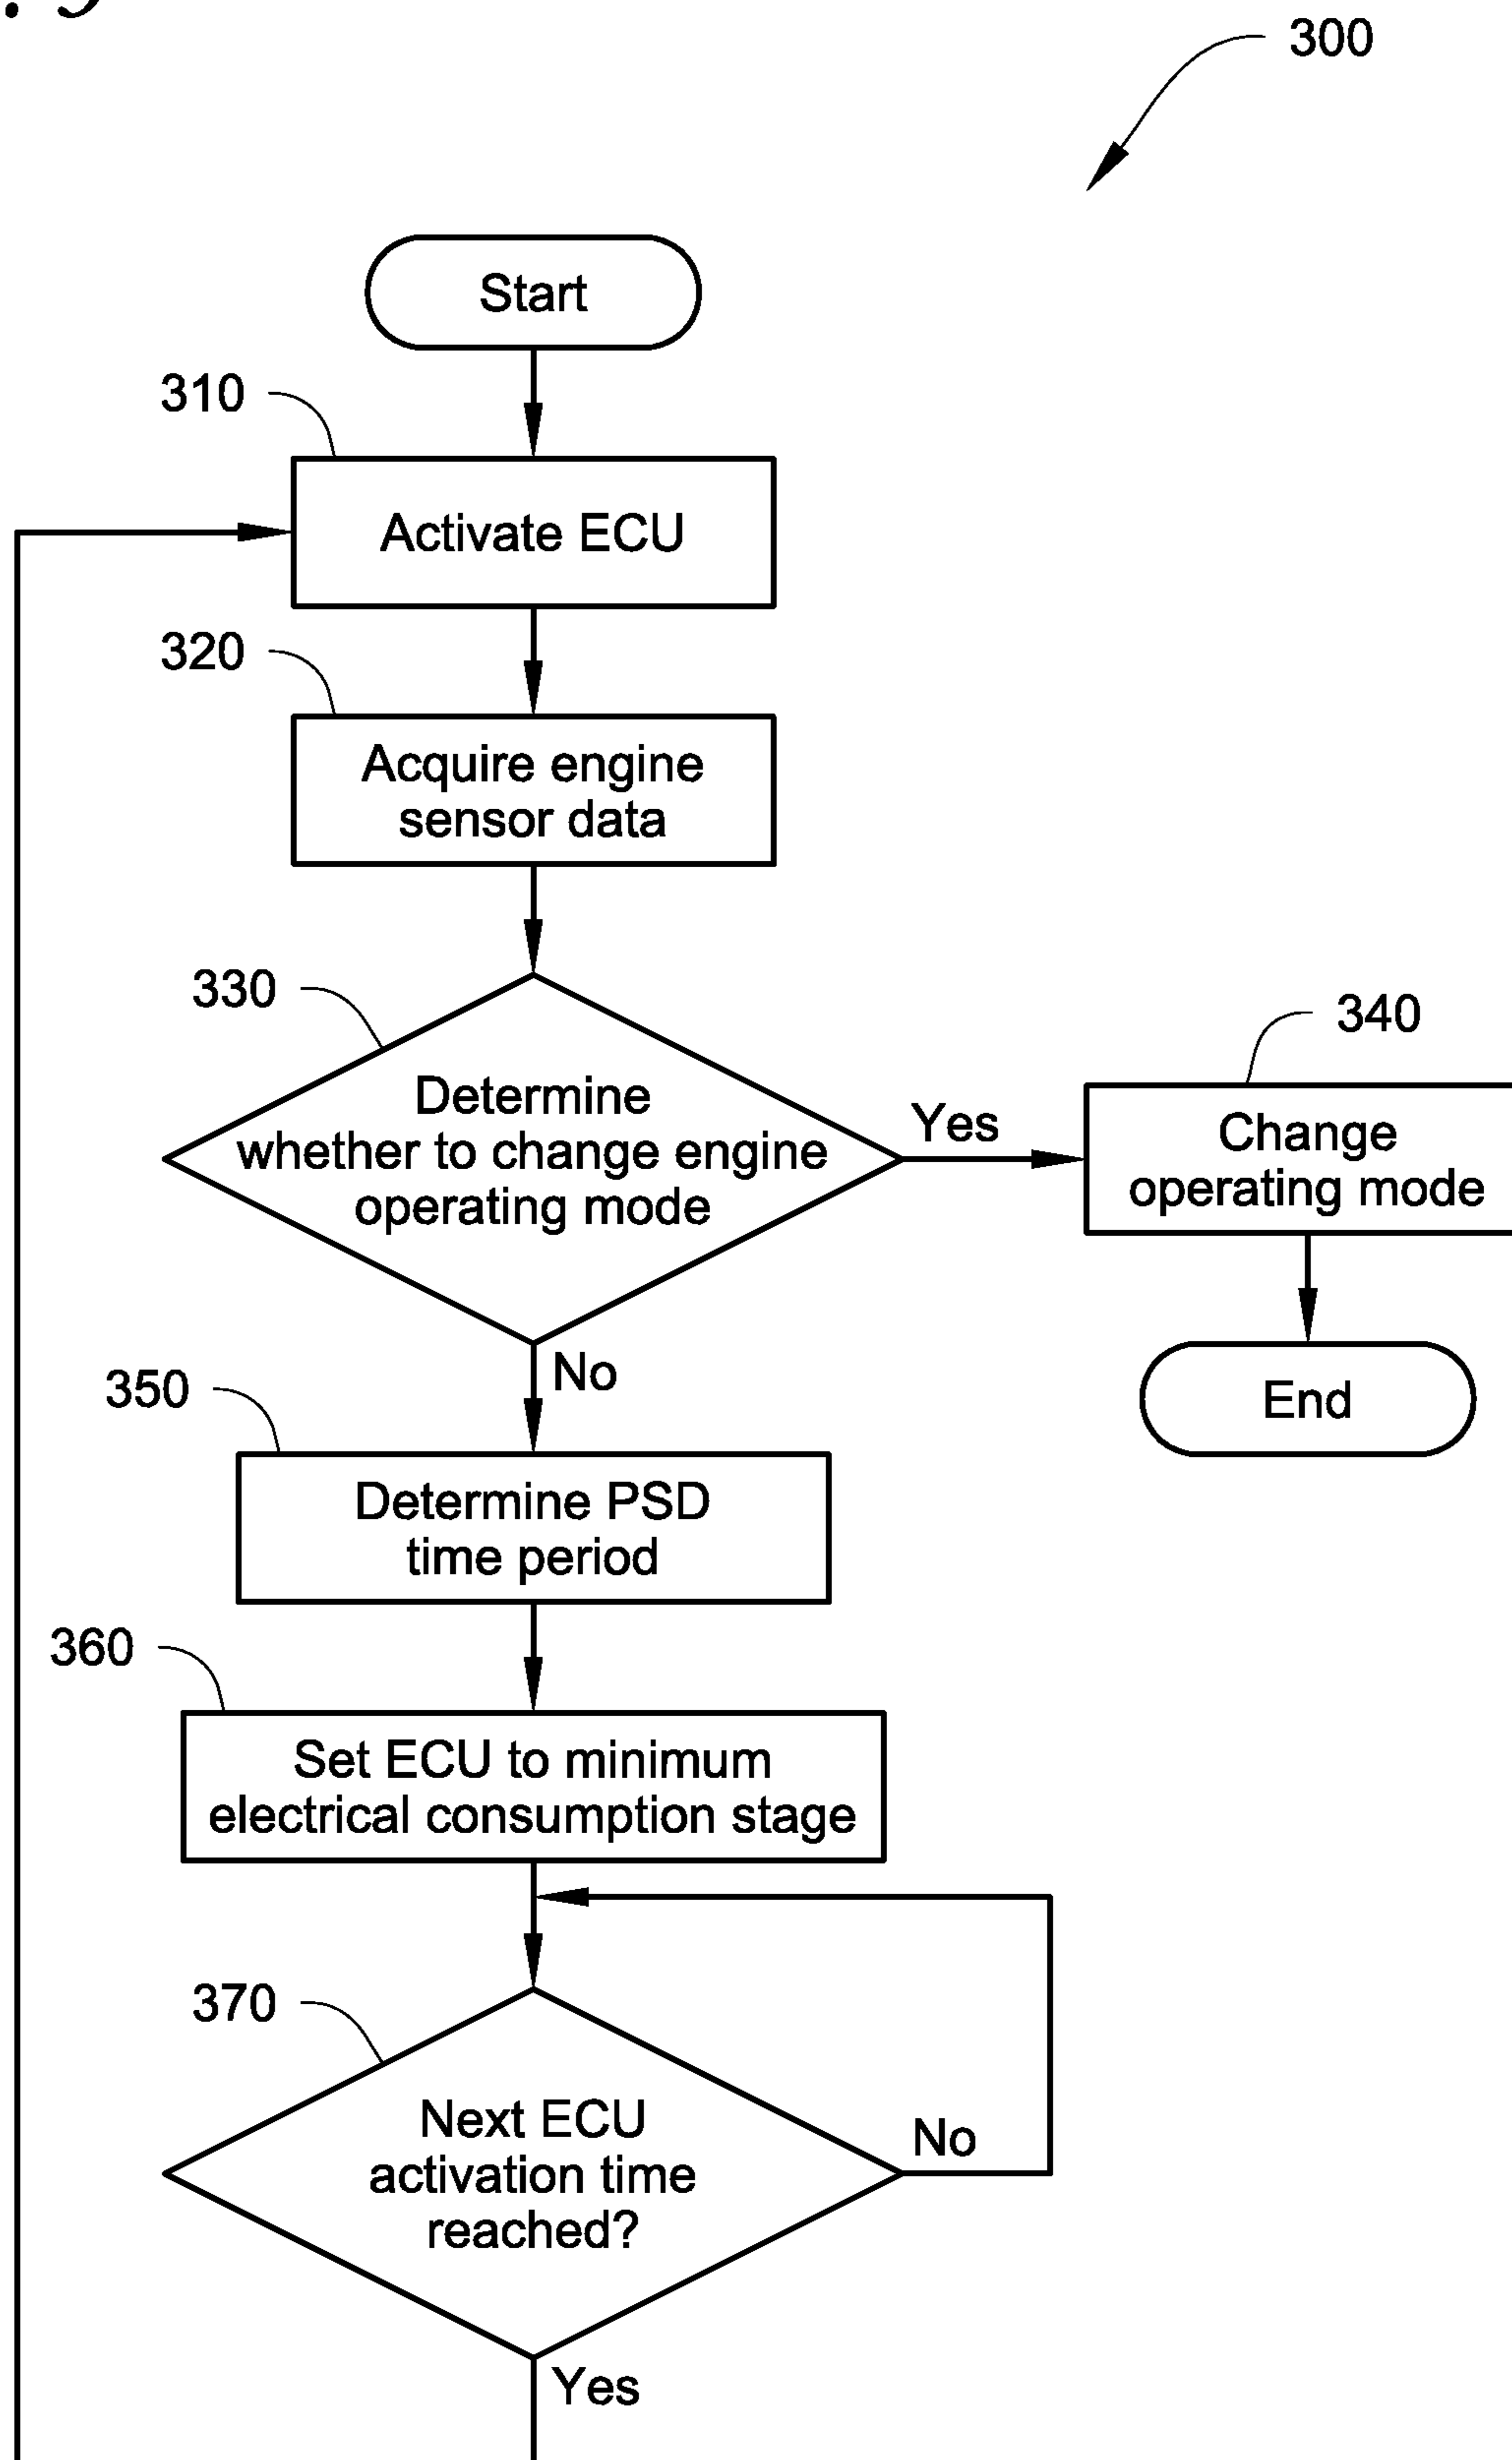 300
Start
310
Activate ECU
320
Acquire engine
sensor data
330
Determine
whether to change engine
operating mode
Yes
340
Change
operating mode
End
No
350
Determine PSD
time period
360
Set ECU to minimum
electrical consumption stage
370
Next ECU
activation time
reached?
No
Yes